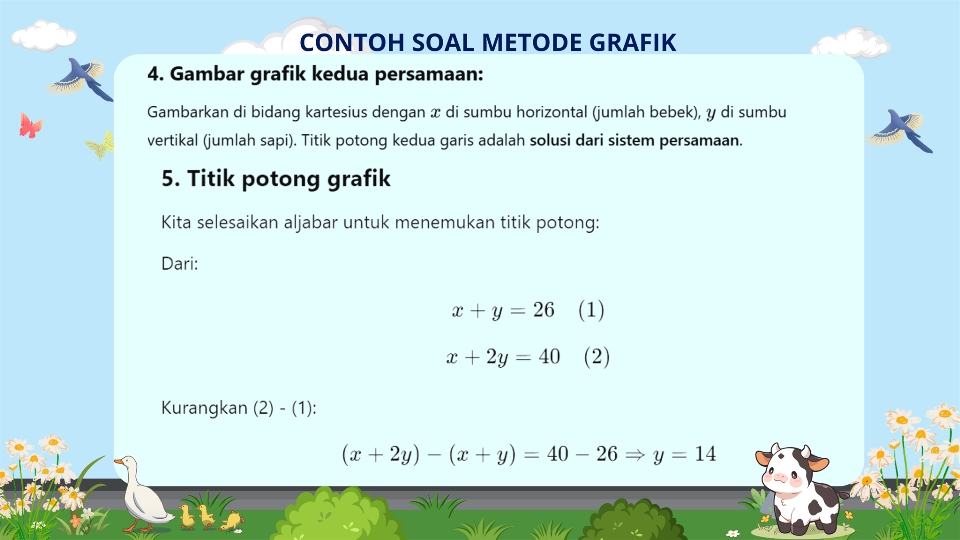 CONTOH SOAL METODE GRAFIK
4. Gambar grafik kedua persamaan:
Gambarkan di bidang kartesius dengan x di sumbu horizontal (jumlah bebek), y di sumbu
vertikal (jumlah sapi). Titik potong kedua garis adalah solusi dari sistem persamaan.
5. Titik potong grafik
Kita selesaikan aljabar untuk menemukan titik potong:
Dari:
x + y = 26 (1)
x + 2y = 40 (2)
Kurangkan (2) - (1):
(x + 2y) − (x + y) = 40 − 26 ⇒ y = 14